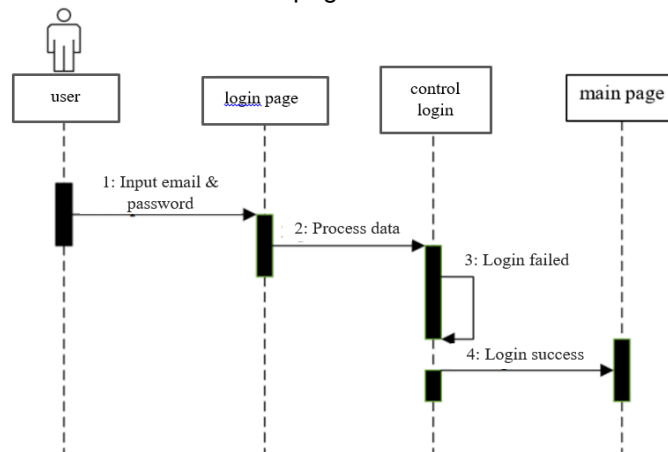 user
login page
control
login
main page
1: Input email &
password
2: Process data
3: Login failed
4: Login success